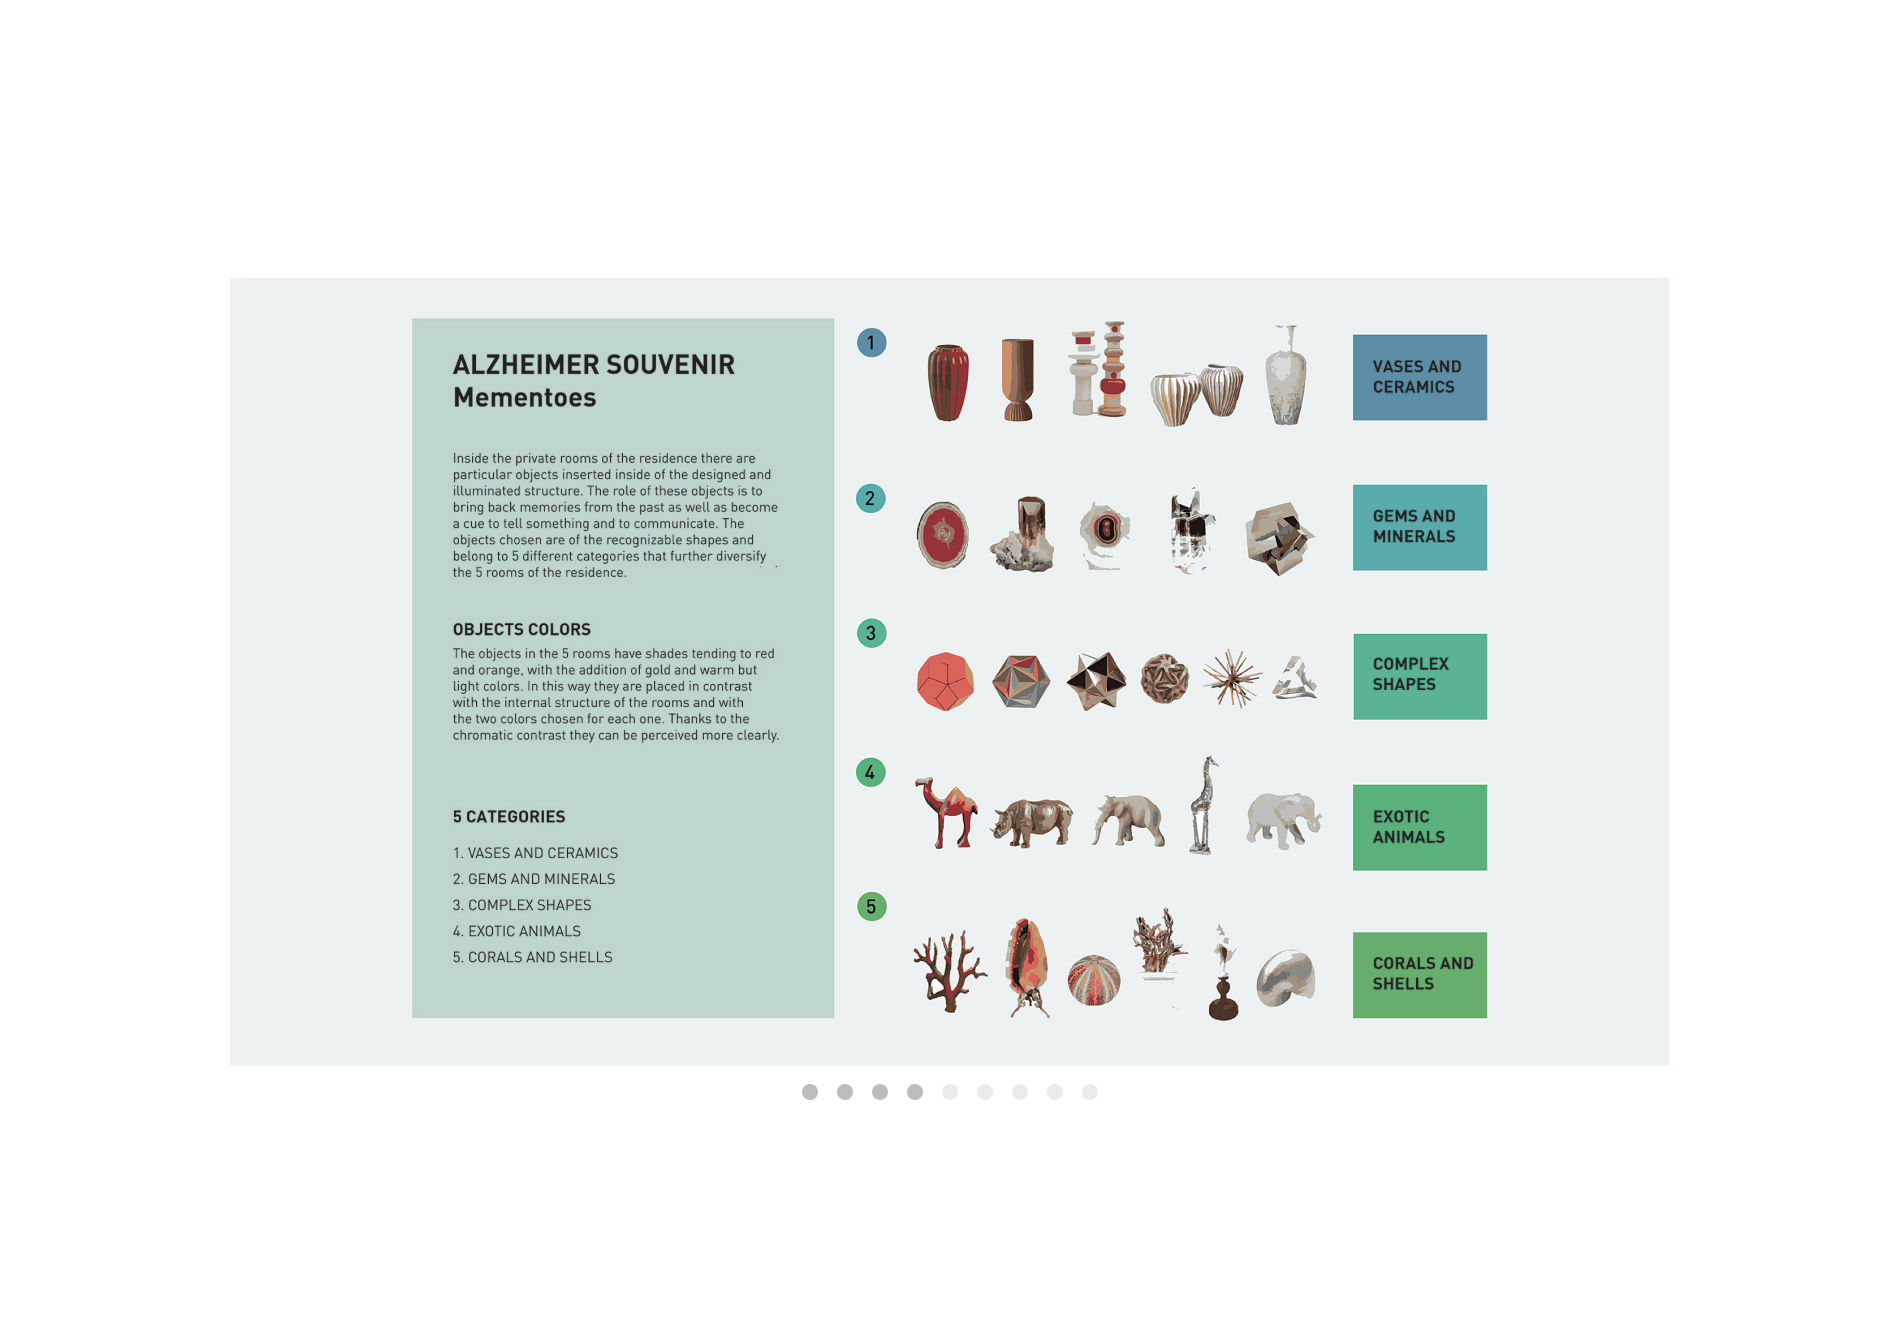 ALZHEIMER SOUVENIR
Mementoes
Inside the private rooms of the residence there are
particular objects inserted inside of the designed and
illuminated structure. The role of these objects is to
bring back memories from the past as well as become
a cue to tell something and to communicate. The
objects chosen are of the recognizable shapes and
belong to 5 different categories that further diversify
the 5 rooms of the residence.
OBJECTS COLORS
The objects in the 5 rooms have shades tending to red
and orange, with the addition of gold and warm but
light colors. In this way they are placed in contrast
with the internal structure of the rooms and with
the two colors chosen for each one. Thanks to the
chromatic contrast they can be perceived more clearly.
5 CATEGORIES
1. VASES AND CERAMICS
2. GEMS AND MINERALS
3. COMPLEX SHAPES
4. EXOTIC ANIMALS
5. CORALS AND SHELLS
1
VASES AND
CERAMICS
2
GEMS AND
MINERALS
3
COMPLEX
SHAPES
4
EXOTIC
ANIMALS
5
CORALS AND
SHELLS